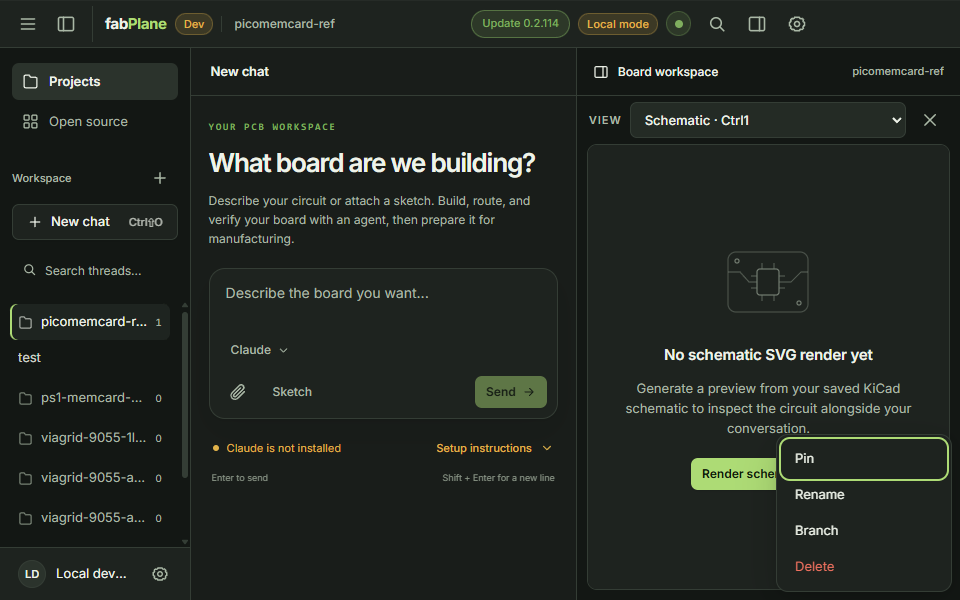 fabPlane Dev picomemcard-ref Update 0.2.114 Local mode
Projects
Open source
Workspace
New chat Ctrl⇧O
Search threads...
picomemcard-r... 1
test
ps1-memcard-... 0
viagrid-9055-1l... 0
viagrid-9055-a... 0
viagrid-9055-a... 0
LD Local dev...
New chat
YOUR PCB WORKSPACE
What board are we building?
Describe your circuit or attach a sketch. Build, route, and
verify your board with an agent, then prepare it for
manufacturing.
Describe the board you want...
Claude
Sketch Send →
Claude is not installed Setup instructions
Enter to send Shift + Enter for a new line
Board workspace picomemcard-ref
VIEW Schematic · Ctrl1
No schematic SVG render yet
Generate a preview from your saved KiCad
schematic to inspect the circuit alongside your
conversation.
Render sche
Pin
Rename
Branch
Delete